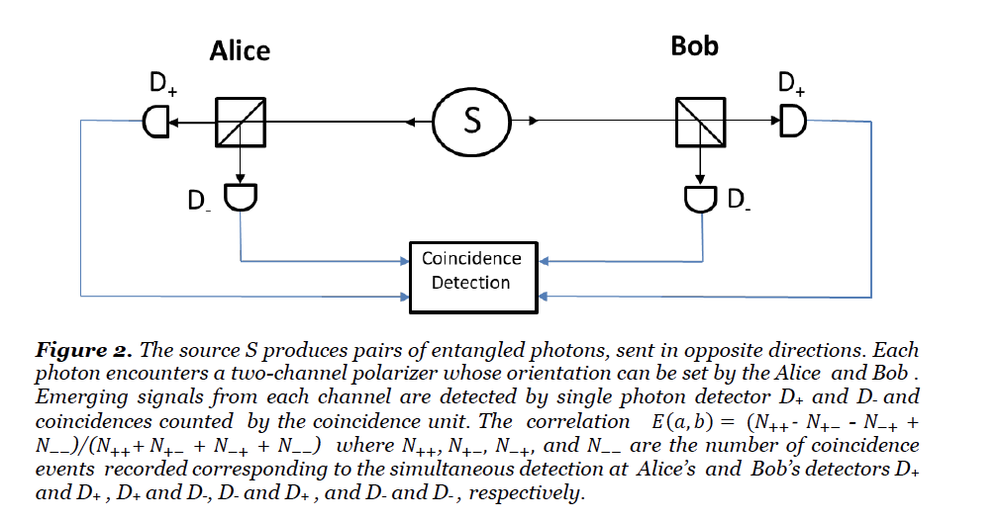 Alice
Bob
D+
D+
S
D-
D-
Coincidence
Detection
Figure 2. The source S produces pairs of entangled photons, sent in opposite directions. Each
photon encounters a two-channel polarizer whose orientation can be set by the Alice and Bob .
Emerging signals from each channel are detected by single photon detector D+ and D- and
coincidences counted by the coincidence unit. The correlation E(a, b) = (N++- N+− - N−+ +
N−−)/(N++ + N+− + N−+ + N−−) where N++, N+−, N−+, and N−− are the number of coincidence
events recorded corresponding to the simultaneous detection at Alice's and Bob's detectors D+
and D+ , D+ and D-, D- and D+ , and D- and D- , respectively.